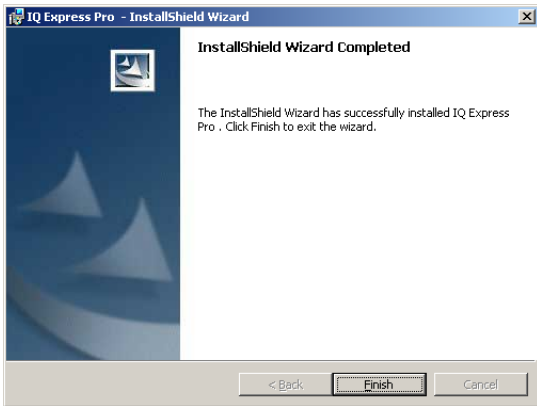 IQ Express Pro - InstallShield Wizard
InstallShield Wizard Completed
The InstallShield Wizard has successfully installed IQ Express
Pro . Click Finish to exit the wizard.
< Back Finish Cancel